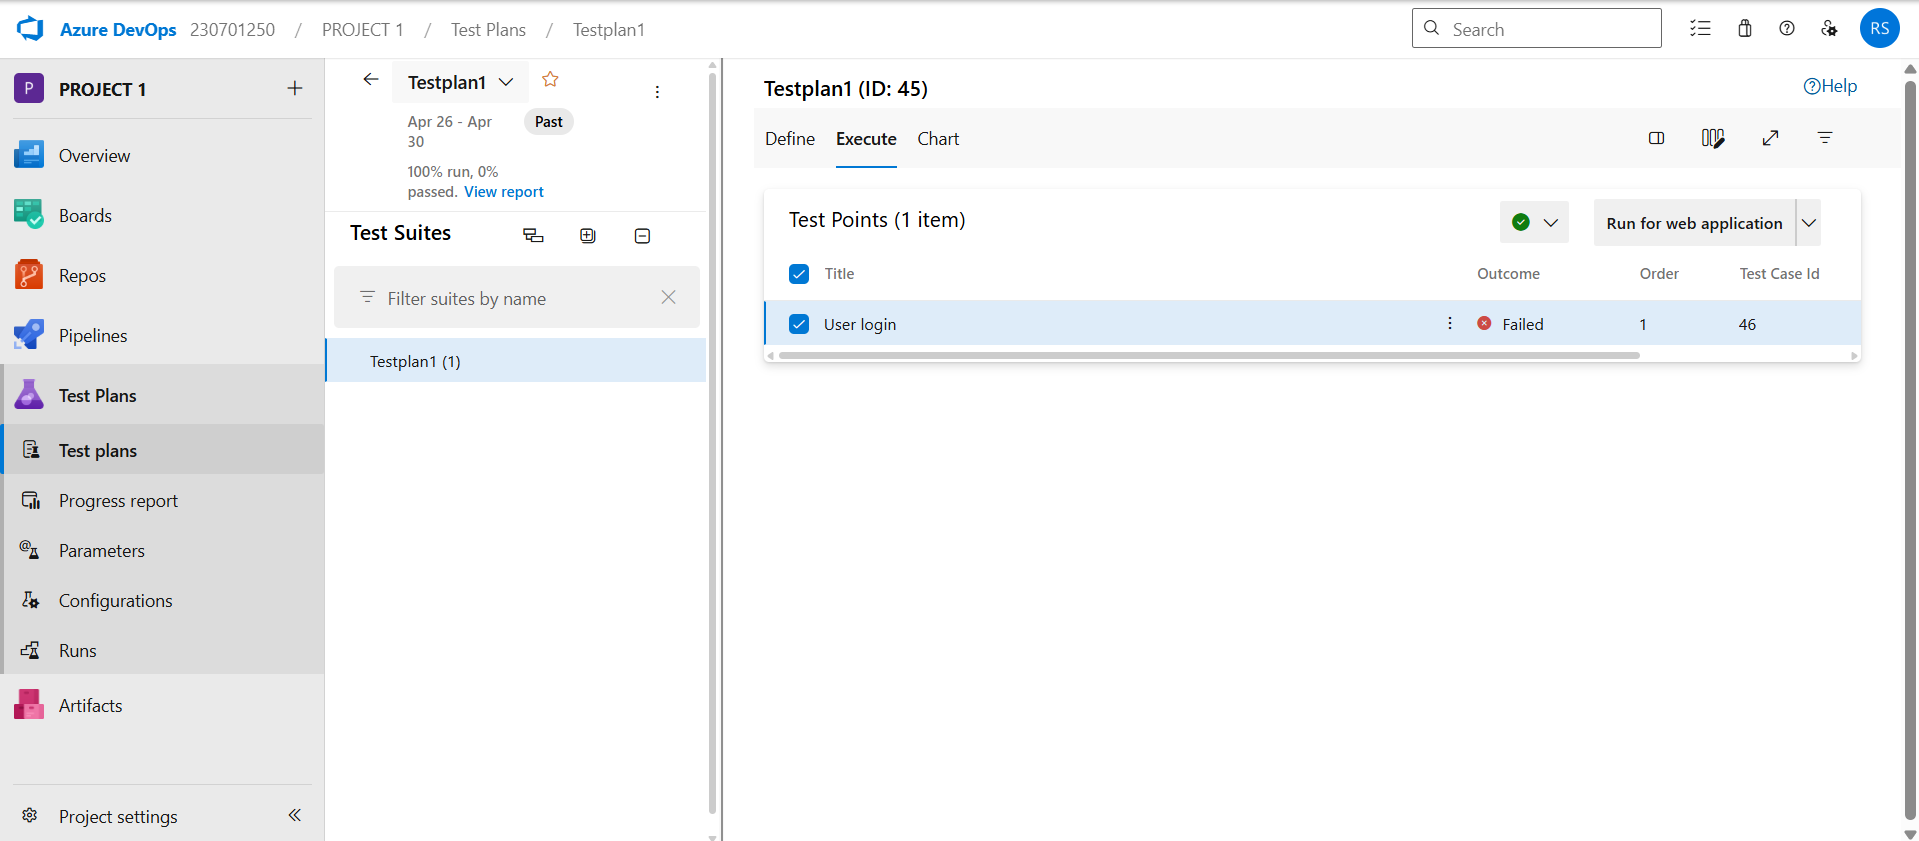 Azure DevOps 230701250 / PROJECT 1 / Test Plans / Testplan1
Search
RS
P PROJECT 1
Overview
Boards
Repos
Pipelines
Test Plans
Test plans
Progress report
Parameters
Configurations
Runs
Artifacts
Project settings
Testplan1
Apr 26 - Apr
30
Past
100% run, 0%
passed. View report
Test Suites
Filter suites by name
Testplan1 (1)
Testplan1 (ID: 45)
Help
Define Execute Chart
Test Points (1 item)
Run for web application
Title Outcome Order Test Case Id
User login Failed 1 46